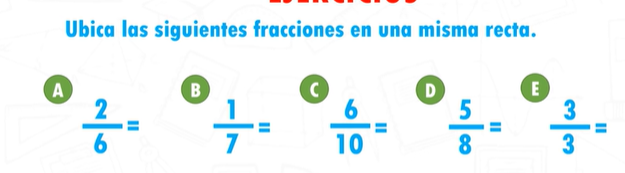 Ubica las siguientes fracciones en una misma recta.
A 2/6 = B 1/7 = C 6/10 = D 5/8 = E 3/3 =